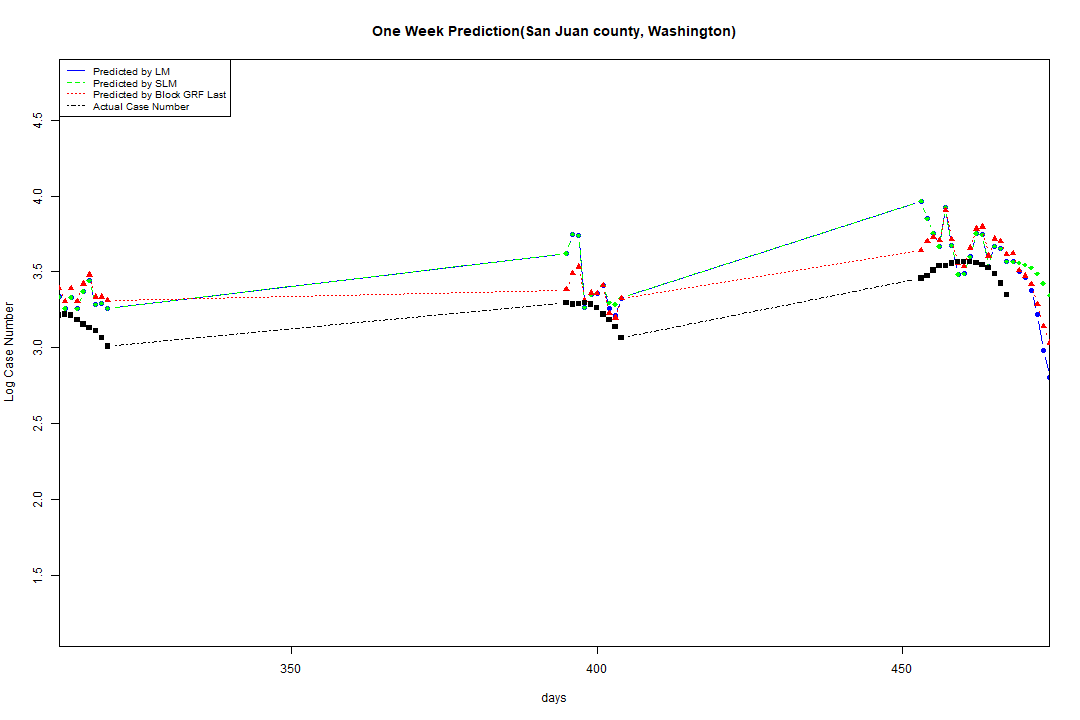 One Week Prediction(San Juan county, Washington)
Predicted by LM
Predicted by SLM
Predicted by Block GRF Last
Actual Case Number
4.5
4.0
3.5
3.0
2.5
2.0
1.5
Log Case Number
350
400
450
days